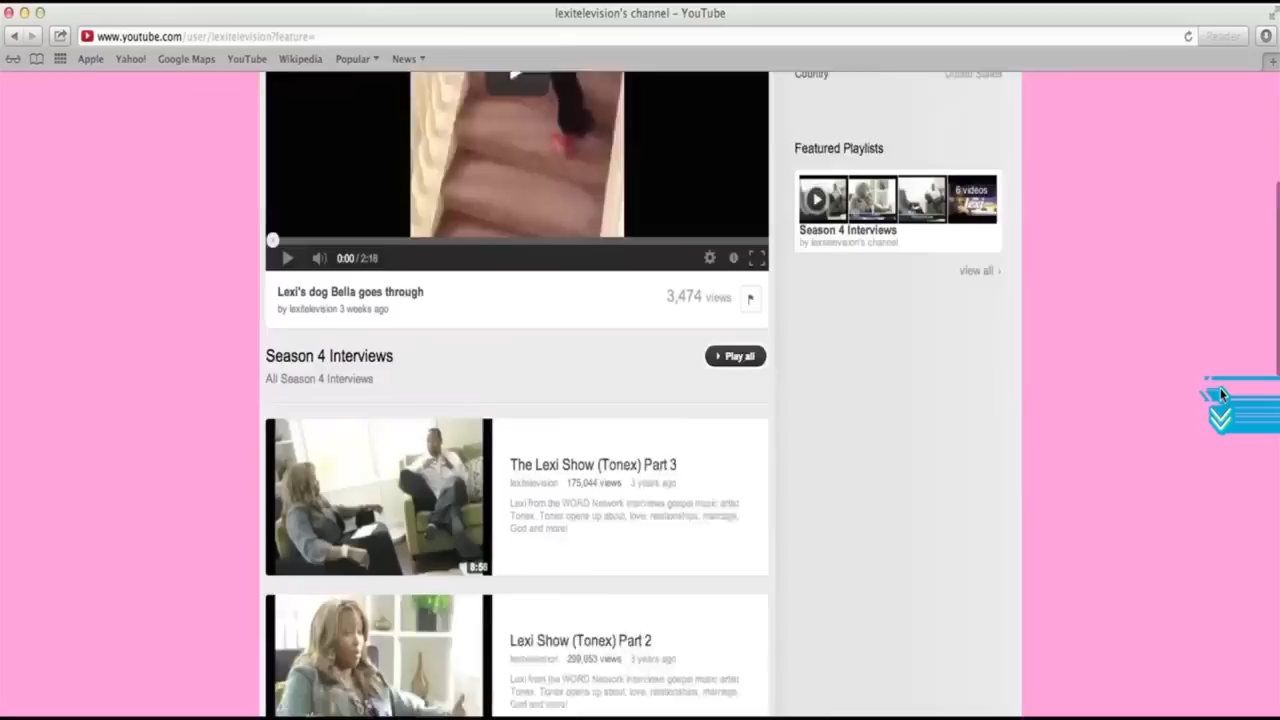 lexitelevision's channel – YouTube
www.youtube.com/user/lexitelevision?feature=
Reader
Apple Yahoo! Google Maps YouTube Wikipedia Popular News
Country United States
Featured Playlists
6 videos
Season 4 Interviews
by lexitelevision's channel
view all ›
0:00 / 2:18
Lexi's dog Bella goes through
by lexitelevision 3 weeks ago
3,474 views
Season 4 Interviews
Play all
All Season 4 Interviews
The Lexi Show (Tonex) Part 3
lexitelevision 175,044 views 3 years ago
Lexi from the WORD Network interviews gospel music artist
Tonex. Tonex opens up about, love, relationships, marriage,
God and more!
8:56
Lexi Show (Tonex) Part 2
lexitelevision 299,053 views 3 years ago
Lexi from the WORD Network interviews gospel music artist
Tonex. Tonex opens up about, love, relationships, marriage,
God and more!